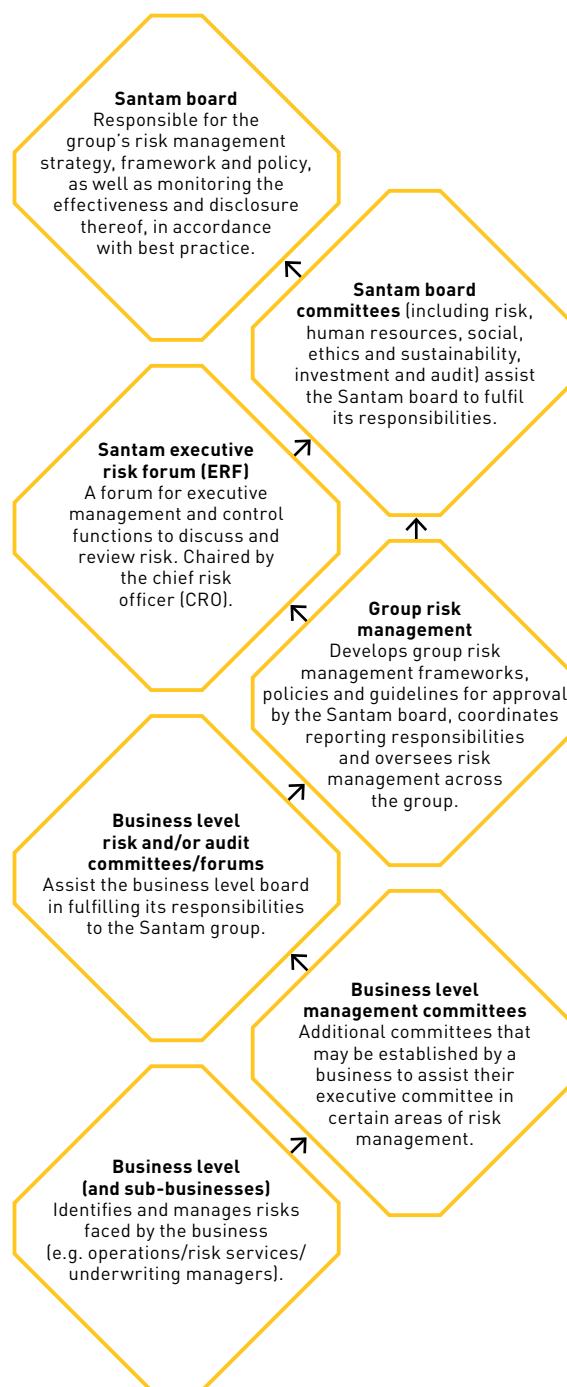 Santam board
Responsible for the
group’s risk management
strategy, framework and policy,
as well as monitoring the
effectiveness and disclosure
thereof, in accordance
with best practice.
Santam board
committees (including risk,
human resources, social,
ethics and sustainability,
investment and audit) assist
the Santam board to fulfil
its responsibilities.
Santam executive
risk forum (ERF)
A forum for executive
management and control
functions to discuss and
review risk. Chaired by
the chief risk
officer (CRO).
Group risk
management
Develops group risk
management frameworks,
policies and guidelines for approval
by the Santam board, coordinates
reporting responsibilities
and oversees risk
management across
the group.
Business level
risk and/or audit
committees/forums
Assist the business level board
in fulfilling its responsibilities
to the Santam group.
Business level
management committees
Additional committees that
may be established by a
business to assist their
executive committee in
certain areas of risk
management.
Business level
(and sub-businesses)
Identifies and manages risks
faced by the business
(e.g. operations/risk services/
underwriting managers).